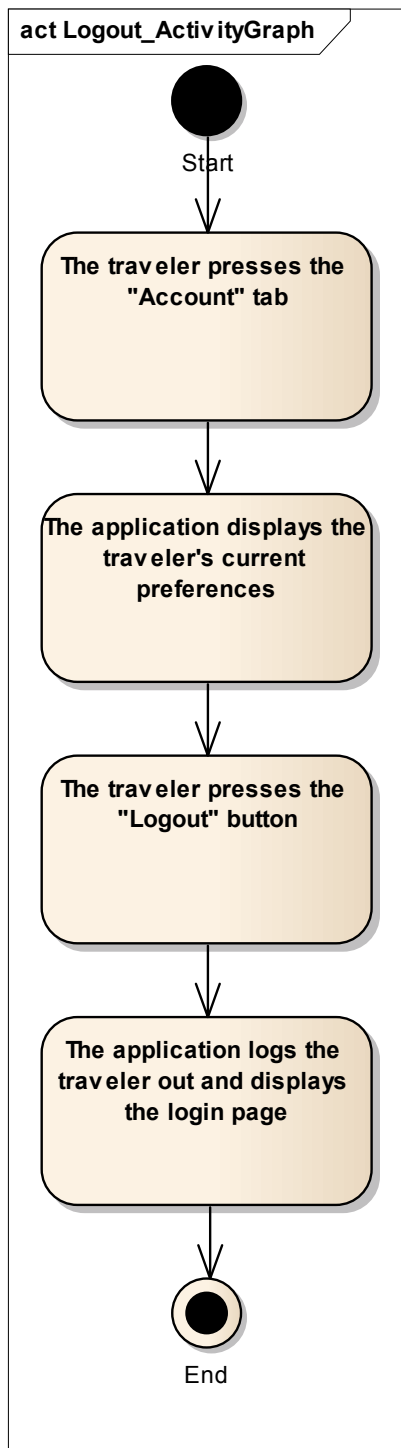 act Logout_ActivityGraph
Start
The traveler presses the
"Account" tab
The application displays the
traveler's current
preferences
The traveler presses the
"Logout" button
The application logs the
traveler out and displays
the login page
End